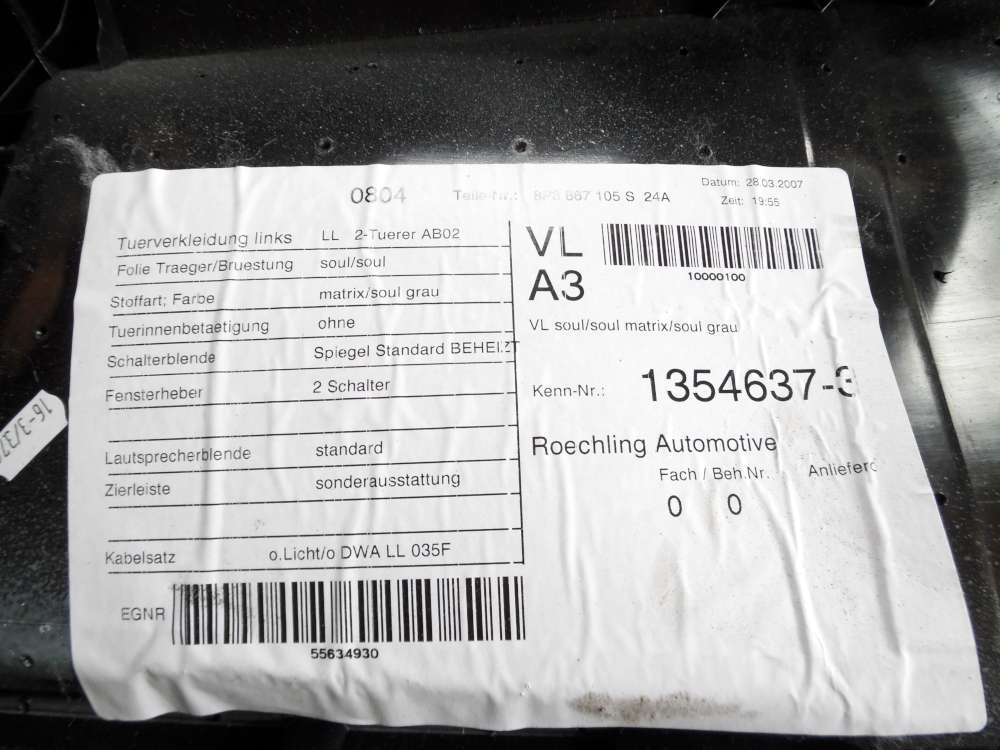 0804 Teile-Nr.: 8P3 867 105 S 24A
Datum: 28.03.2007
Zeit: 19:55
Tuerverkleidung links LL 2-Tuerer AB02
Folie Traeger/Bruestung soul/soul
Stoffart; Farbe matrix/soul grau
Tuerinnenbetaetigung ohne
Schalterblende Spiegel Standard BEHEIZT
Fensterheber 2 Schalter
Lautsprecherblende standard
Zierleiste sonderausstattung
Kabelsatz o.Licht/o DWA LL 035F
EGNR
55634930
VL
A3
10000100
VL soul/soul matrix/soul grau
Kenn-Nr.: 1354637-3
Roechling Automotive
Fach / Beh.Nr. Anlieferc
0 0